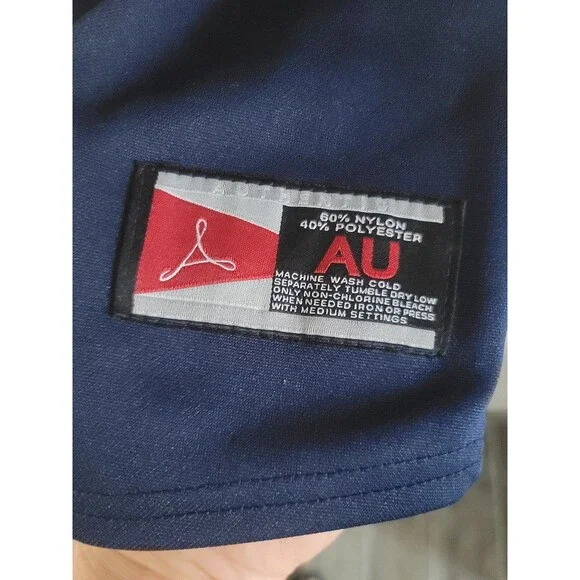 AUTHENTIC
60% NYLON
40% POLYESTER
AU
MACHINE WASH COLD
SEPARATELY TUMBLE DRY LOW
ONLY NON-CHLORINE BLEACH
WHEN NEEDED IRON OR PRESS
WITH MEDIUM SETTINGS